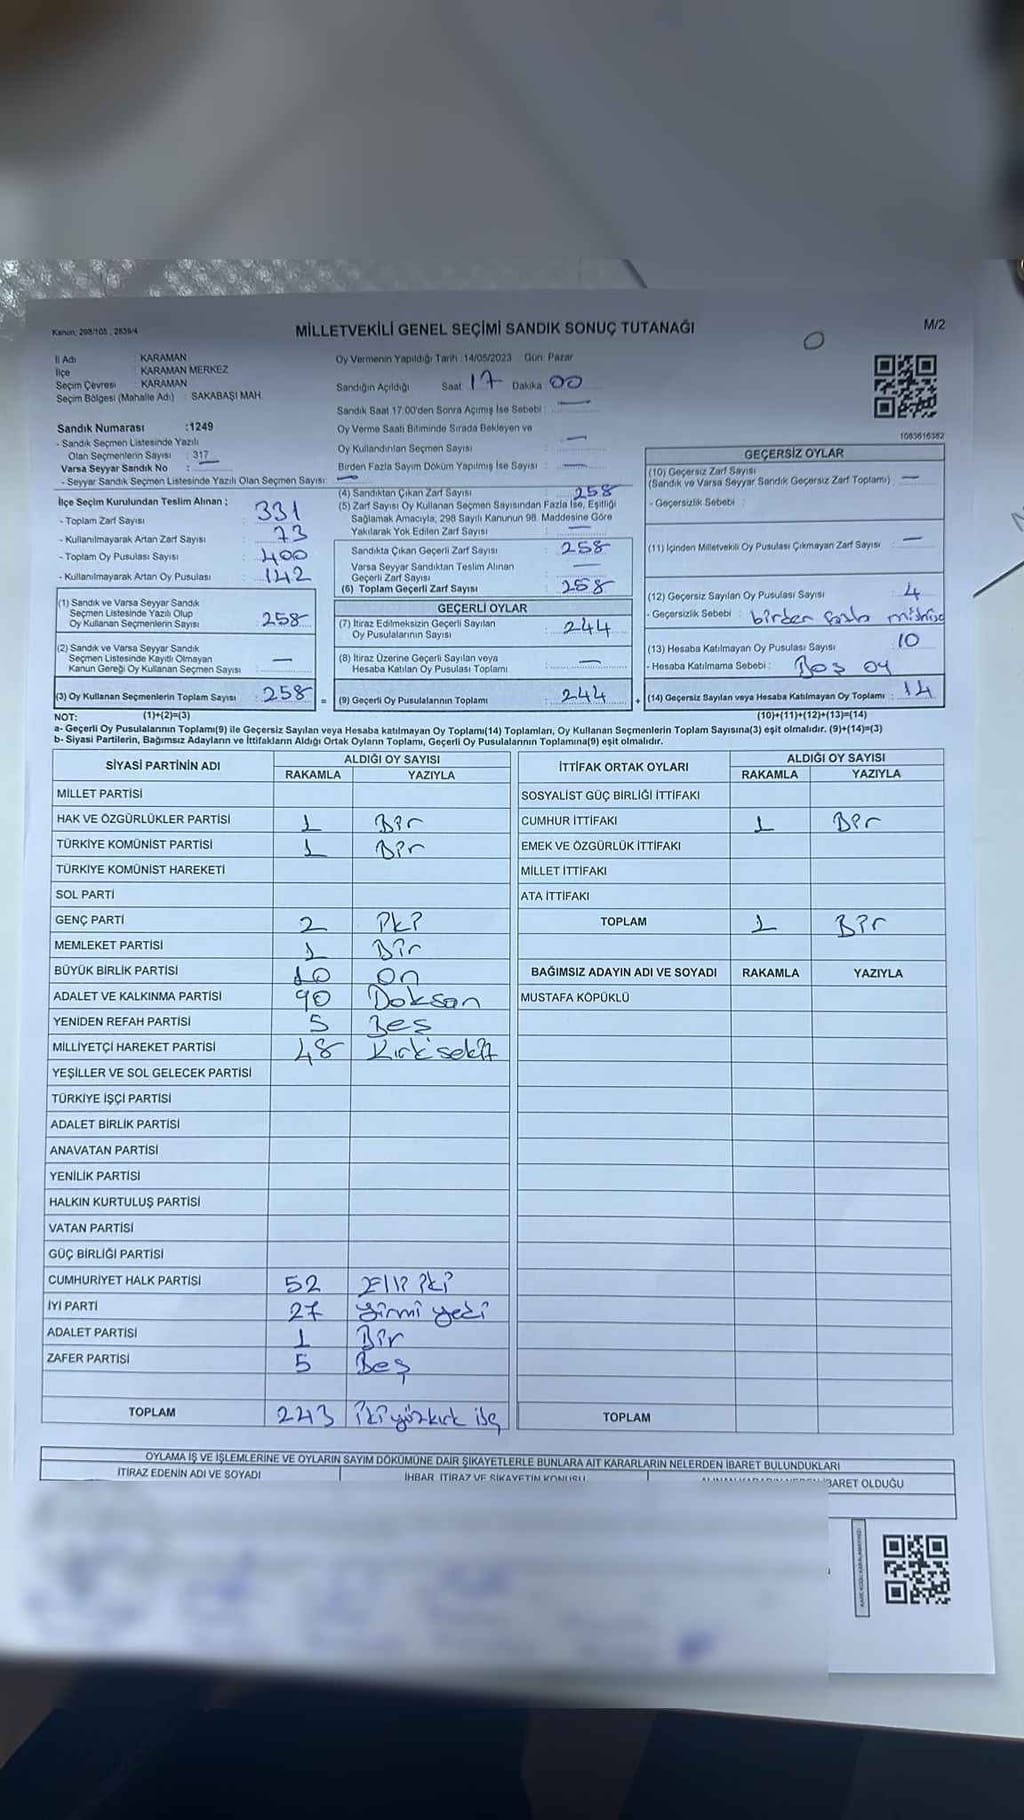 Kanun, 298/105 , 2839/4
MİLLETVEKİLİ GENEL SEÇİMİ SANDIK SONUÇ TUTANAĞI
M/2
İl Adı : KARAMAN
İlçe : KARAMAN MERKEZ
Seçim Çevresi : KARAMAN
Seçim Bölgesi (Mahalle Adı) : SAKABAŞI MAH.
Oy Vermenin Yapıldığı Tarih :14/05/2023 Gün: Pazar
Sandığın Açıldığı Saat 17 Dakika 00
Sandık Saat 17:00'den Sonra Açımış İse Sebebi : —
Oy Verme Saati Bitiminde Sırada Bekleyen ve
Oy Kullandırılan Seçmen Sayısı : —
Birden Fazla Sayım Döküm Yapılmış İse Sayısı : —
1083616362
Sandık Numarası :1249
- Sandık Seçmen Listesinde Yazılı
Olan Seçmenlerin Sayısı : 317
Varsa Seyyar Sandık No :
- Seyyar Sandık Seçmen Listesinde Yazılı Olan Seçmen Sayısı: —
İlçe Seçim Kurulundan Teslim Alınan ;
- Toplam Zarf Sayısı : 331
- Kullanılmayarak Artan Zarf Sayısı : 73
- Toplam Oy Pusulası Sayısı : 400
- Kullanılmayarak Artan Oy Pusulası : 142
(1) Sandık ve Varsa Seyyar Sandık
Seçmen Listesinde Yazılı Olup
Oy Kullanan Seçmenlerin Sayısı : 258
(2) Sandık ve Varsa Seyyar Sandık
Seçmen Listesinde Kayıtlı Olmayan
Kanun Gereği Oy Kullanan Seçmen Sayısı : —
(3) Oy Kullanan Seçmenlerin Toplam Sayısı : 258
(4) Sandıktan Çıkan Zarf Sayısı : 258
(5) Zarf Sayısı Oy Kullanan Seçmen Sayısından Fazla İse, Eşitliği
Sağlamak Amacıyla, 298 Sayılı Kanunun 98. Maddesine Göre
Yakılarak Yok Edilen Zarf Sayısı : —
Sandıkta Çıkan Geçerli Zarf Sayısı : 258
Varsa Seyyar Sandıktan Teslim Alınan
Geçerli Zarf Sayısı : —
(6) Toplam Geçerli Zarf Sayısı : 258
GEÇERLİ OYLAR
(7) İtiraz Edilmeksizin Geçerli Sayılan
Oy Pusulalarının Sayısı : 244
(8) İtiraz Üzerine Geçerli Sayılan veya
Hesaba Katılan Oy Pusulası Toplamı : —
= (9) Geçerli Oy Pusulalarının Toplamı : 244
GEÇERSİZ OYLAR
(10) Geçersiz Zarf Sayısı
(Sandık ve Varsa Seyyar Sandık Geçersiz Zarf Toplamı) : —
- Geçersizlik Sebebi :
(11) İçinden Milletvekili Oy Pusulası Çıkmayan Zarf Sayısı : —
(12) Geçersiz Sayılan Oy Pusulası Sayısı : 4
- Geçersizlik Sebebi : birden fazla
(13) Hesaba Katılmayan Oy Pusulası Sayısı : 10
- Hesaba Katılmama Sebebi : Boş oy
+ (14) Geçersiz Sayılan veya Hesaba Katılmayan Oy Toplamı : 14
NOT: (1)+(2)=(3) (10)+(11)+(12)+(13)=(14)
a- Geçerli Oy Pusulalarının Toplamı(9) ile Geçersiz Sayılan veya Hesaba katılmayan Oy Toplamı(14) Toplamları, Oy Kullanan Seçmenlerin Toplam Sayısına(3) eşit olmalıdır. (9)+(14)=(3)
b- Siyasi Partilerin, Bağımsız Adayların ve İttifakların Aldığı Ortak Oyların Toplamı, Geçerli Oy Pusulalarının Toplamına(9) eşit olmalıdır.
SİYASİ PARTİNİN ADI ALDIĞI OY SAYISI
RAKAMLA YAZIYLA
MİLLET PARTİSİ
HAK VE ÖZGÜRLÜKLER PARTİSİ 1 Bir
TÜRKİYE KOMÜNİST PARTİSİ 1 Bir
TÜRKİYE KOMÜNİST HAREKETİ
SOL PARTİ
GENÇ PARTİ 2 İki
MEMLEKET PARTİSİ 1 Bir
BÜYÜK BİRLİK PARTİSİ 10 on
ADALET VE KALKINMA PARTİSİ 90 Doksan
YENİDEN REFAH PARTİSİ 5 Beş
MİLLİYETÇİ HAREKET PARTİSİ 48 Kırk sekiz
YEŞİLLER VE SOL GELECEK PARTİSİ
TÜRKİYE İŞÇİ PARTİSİ
ADALET BİRLİK PARTİSİ
ANAVATAN PARTİSİ
YENİLİK PARTİSİ
HALKIN KURTULUŞ PARTİSİ
VATAN PARTİSİ
GÜÇ BİRLİĞİ PARTİSİ
CUMHURİYET HALK PARTİSİ 52 Elli iki
İYİ PARTİ 27 yirmi yedi
ADALET PARTİSİ 1 Bir
ZAFER PARTİSİ 5 Beş
TOPLAM 243 ikiyüzkırk üç
İTTİFAK ORTAK OYLARI ALDIĞI OY SAYISI
RAKAMLA YAZIYLA
SOSYALİST GÜÇ BİRLİĞİ İTTİFAKI
CUMHUR İTTİFAKI 1 Bir
EMEK VE ÖZGÜRLÜK İTTİFAKI
MİLLET İTTİFAKI
ATA İTTİFAKI
TOPLAM 1 Bir
BAĞIMSIZ ADAYIN ADI VE SOYADI RAKAMLA YAZIYLA
MUSTAFA KÖPÜKLÜ
TOPLAM
OYLAMA İŞ VE İŞLEMLERİNE VE OYLARIN SAYIM DÖKÜMÜNE DAİR ŞİKAYETLERLE BUNLARA AİT KARARLARIN NELERDEN İBARET BULUNDUKLARI
İTİRAZ EDENİN ADI VE SOYADI İHBAR, İTİRAZ VE ŞİKAYETİN KONUSU İBARET OLDUĞU